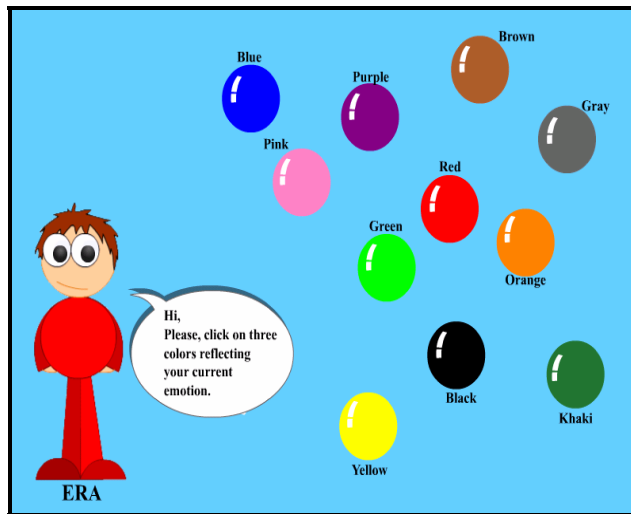 Brown
Blue
Purple
Gray
Pink
Red
Green
Orange
Hi,
Please, click on three
colors reflecting
your current
emotion.
Black
Khaki
Yellow
ERA